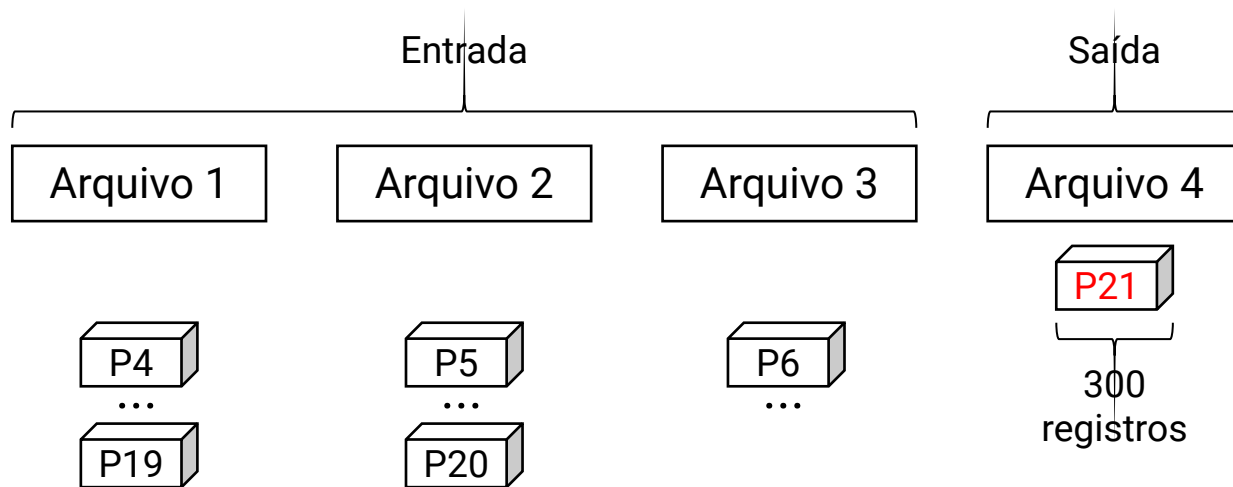 Entrada Saída
Arquivo 1 Arquivo 2 Arquivo 3 Arquivo 4
P21
P4 P5 P6
300
... ... ...
registros
P19 P20